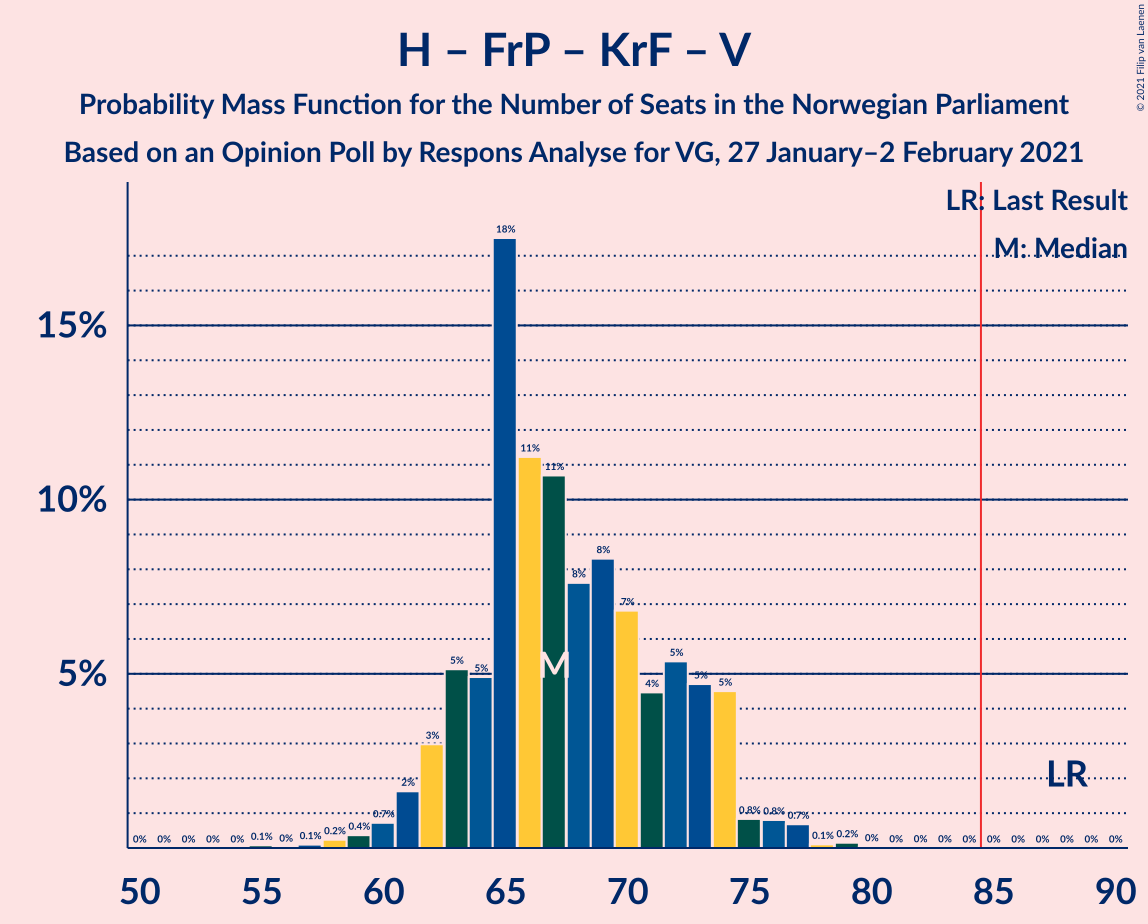 H – FrP – KrF – V
Probability Mass Function for the Number of Seats in the Norwegian Parliament
Based on an Opinion Poll by Respons Analyse for VG, 27 January–2 February 2021
© 2021 Filip van Laenen
LR: Last Result
M: Median
15%
10%
5%
0% 0% 0% 0% 0% 0.1% 0% 0.1% 0.2% 0.4% 0.7% 2% 3% 5% 5% 18% 11% 11% 8% 8% 7% 4% 5% 5% 5% 0.8% 0.8% 0.7% 0.1% 0.2% 0% 0% 0% 0% 0% 0% 0% 0% 0% 0% 0%
M
LR
50 55 60 65 70 75 80 85 90